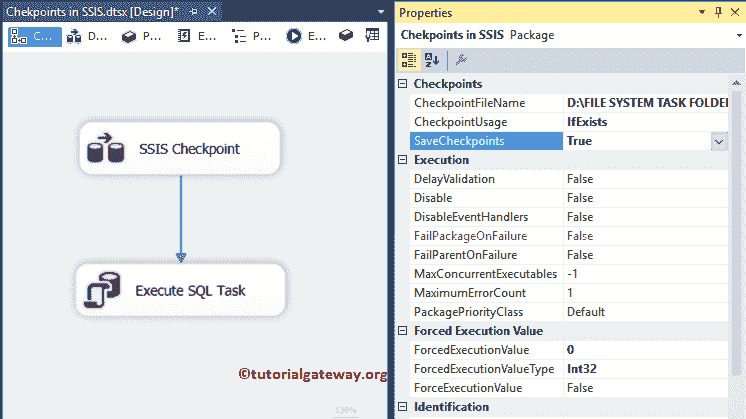 Chekpoints in SSIS.dtsx [Design]*
C... D... P... E... P... E...
SSIS Checkpoint
Execute SQL Task
©tutorialgateway.org
130%
Properties
Chekpoints in SSIS Package
Checkpoints
CheckpointFileName D:\FILE SYSTEM TASK FOLDER
CheckpointUsage IfExists
SaveCheckpoints True
Execution
DelayValidation False
Disable False
DisableEventHandlers False
FailPackageOnFailure False
FailParentOnFailure False
MaxConcurrentExecutables -1
MaximumErrorCount 1
PackagePriorityClass Default
Forced Execution Value
ForcedExecutionValue 0
ForcedExecutionValueType Int32
ForceExecutionValue False
Identification